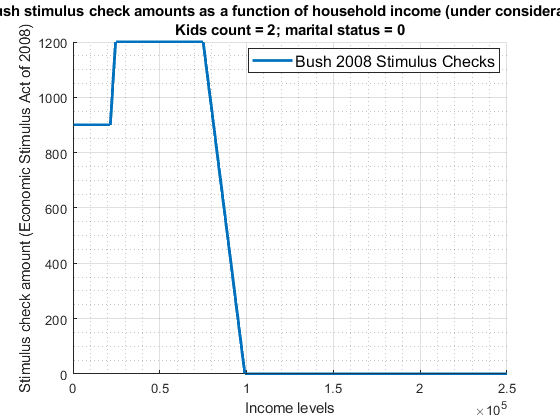 ush stimulus check amounts as a function of household income (under considera
Kids count = 2; marital status = 0
Bush 2008 Stimulus Checks
Stimulus check amount (Economic Stimulus Act of 2008)
1200
1000
800
600
400
200
0
0 0.5 1 1.5 2 2.5
×10^5
Income levels